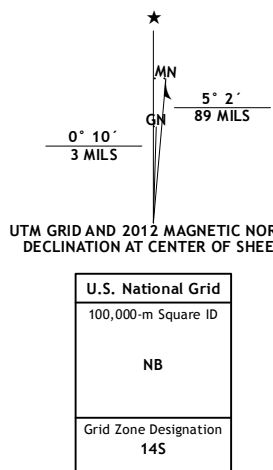 ★
MN
GN
5° 2´
89 MILS
0° 10´
3 MILS
UTM GRID AND 2012 MAGNETIC NOR
DECLINATION AT CENTER OF SHEE
U.S. National Grid
100,000-m Square ID
NB
Grid Zone Designation
14S